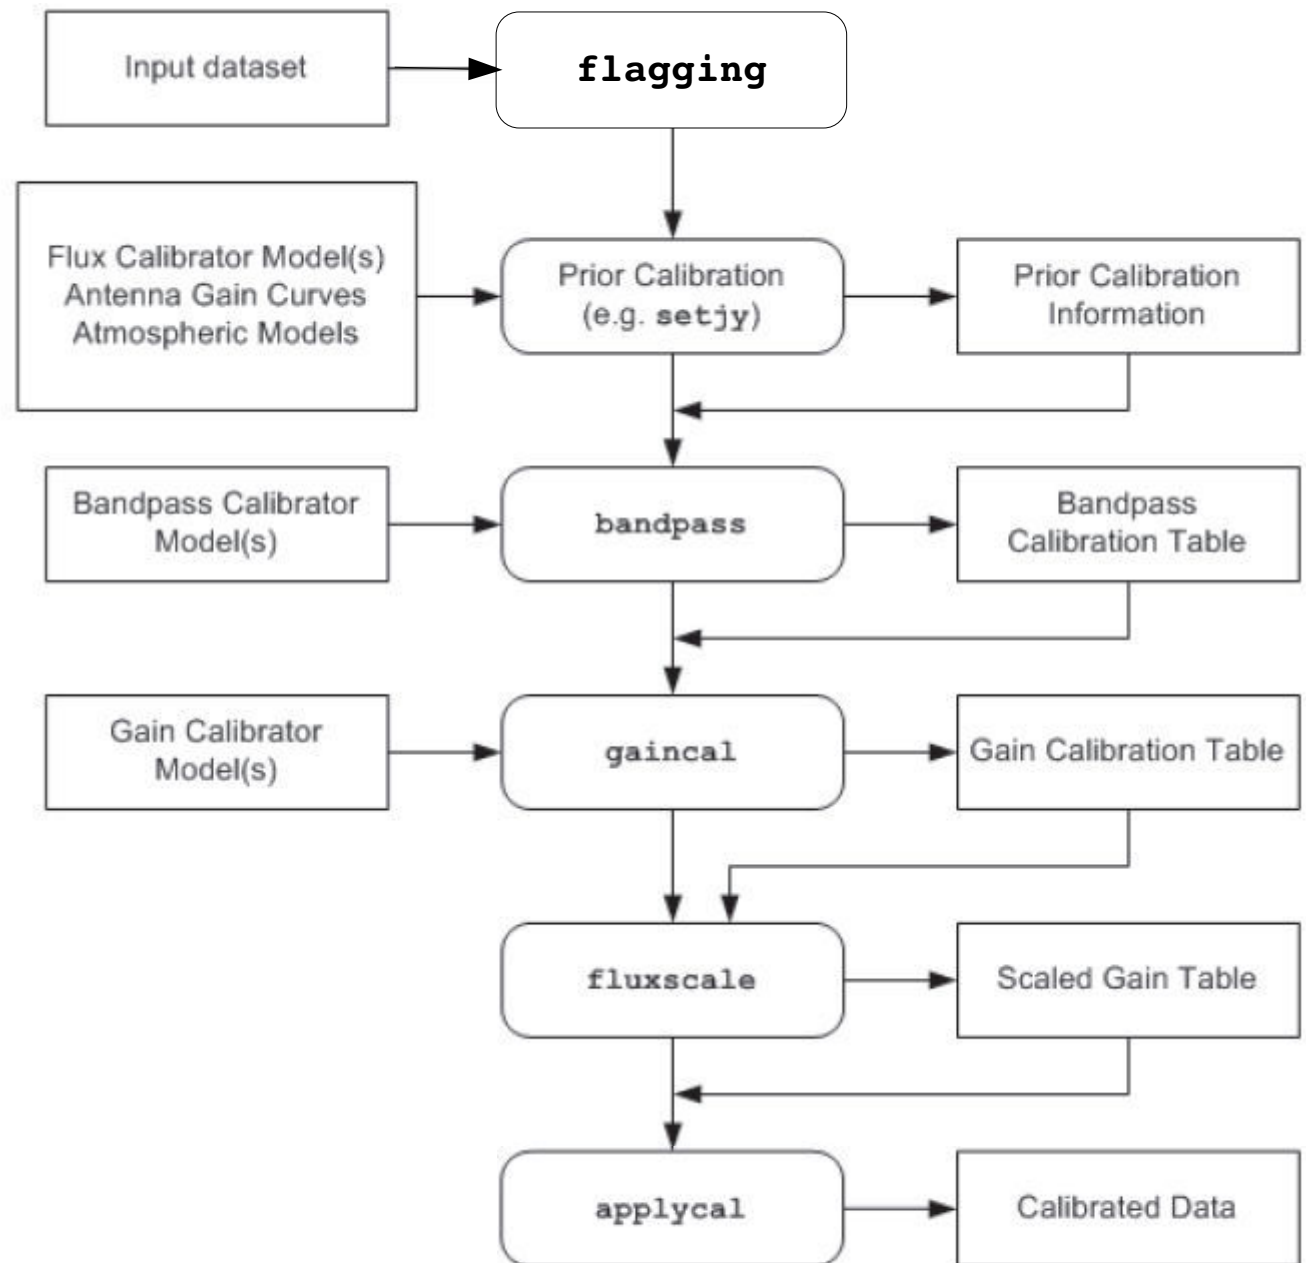 Input dataset
flagging
Flux Calibrator Model(s)
Antenna Gain Curves
Atmospheric Models
Prior Calibration
(e.g. setjy)
Prior Calibration
Information
Bandpass Calibrator
Model(s)
bandpass
Bandpass
Calibration Table
Gain Calibrator
Model(s)
gaincal
Gain Calibration Table
fluxscale
Scaled Gain Table
applycal
Calibrated Data